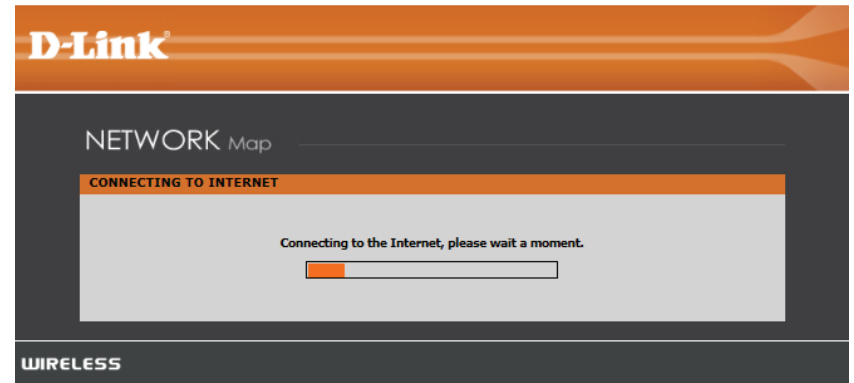 D-Link®
NETWORK Map
CONNECTING TO INTERNET
Connecting to the Internet, please wait a moment.
WIRELESS